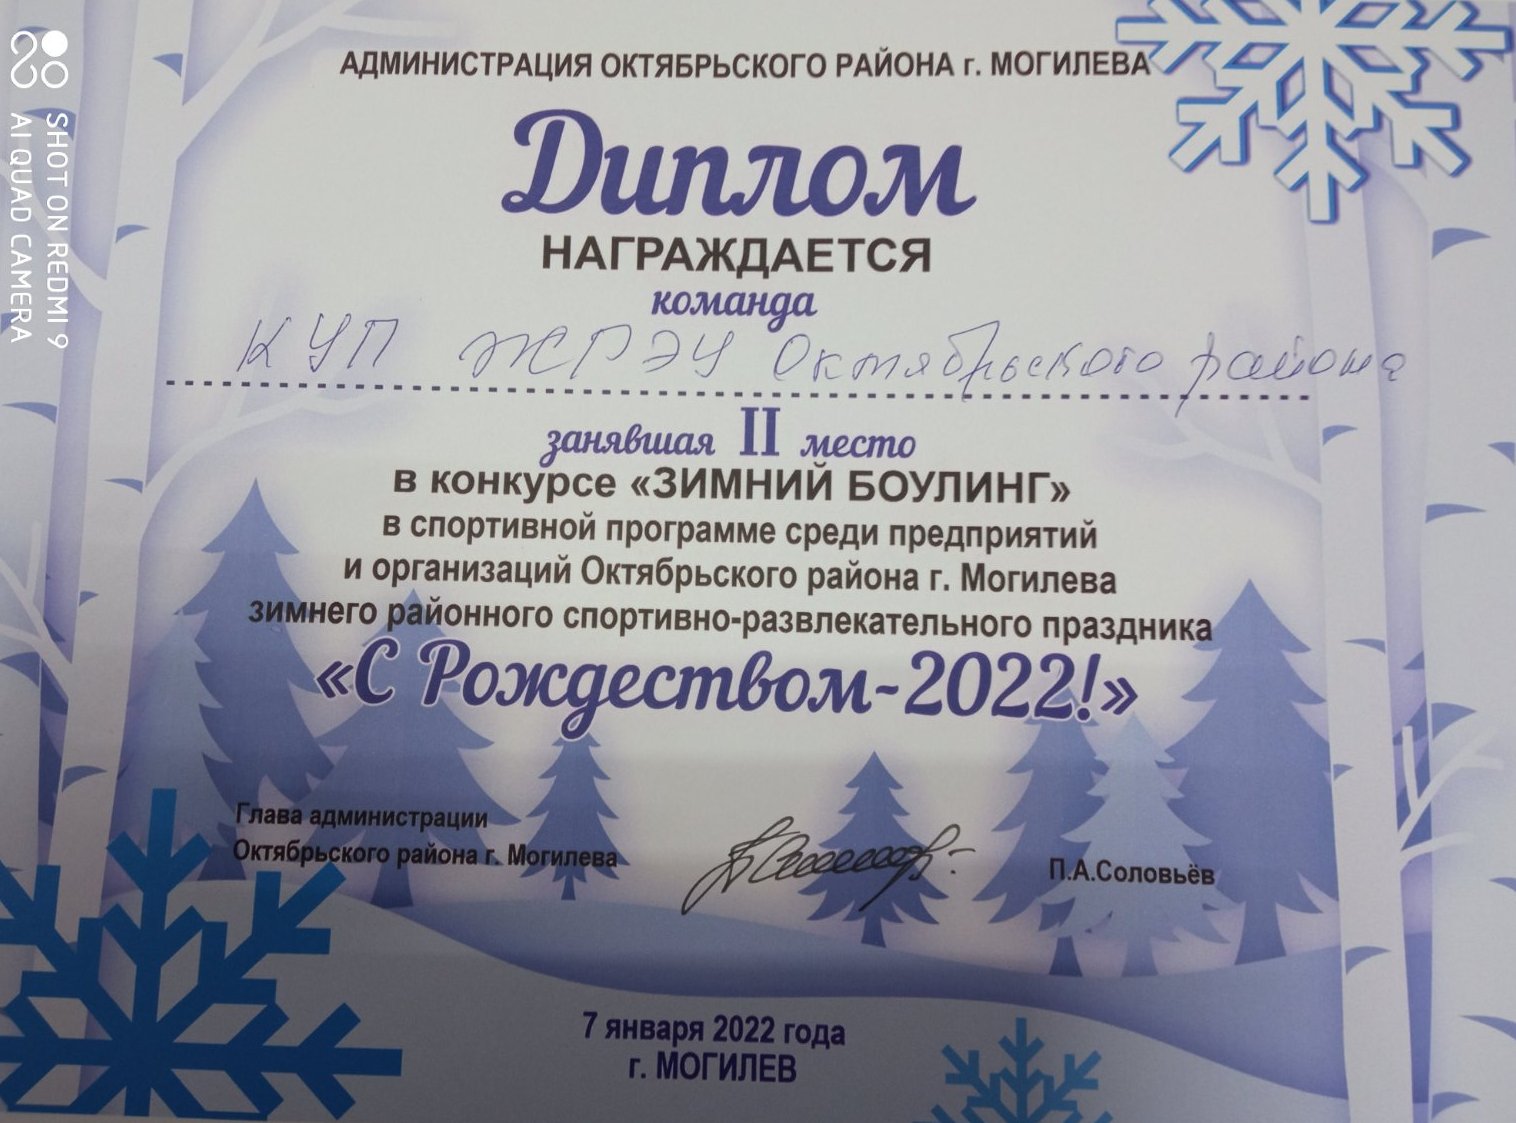 АДМИНИСТРАЦИЯ ОКТЯБРЬСКОГО РАЙОНА г. МОГИЛЕВА
Диплом
НАГРАЖДАЕТСЯ
команда
КУП ЖРЭУ Октябрьского района
занявшая II место
в конкурсе «ЗИМНИЙ БОУЛИНГ»
в спортивной программе среди предприятий
и организаций Октябрьского района г. Могилева
зимнего районного спортивно-развлекательного праздника
«С Рождеством-2022!»
Глава администрации
Октябрьского района г. Могилева
П.А.Соловьёв
7 января 2022 года
г. МОГИЛЕВ
SHOT ON REDMI 9
AI QUAD CAMERA